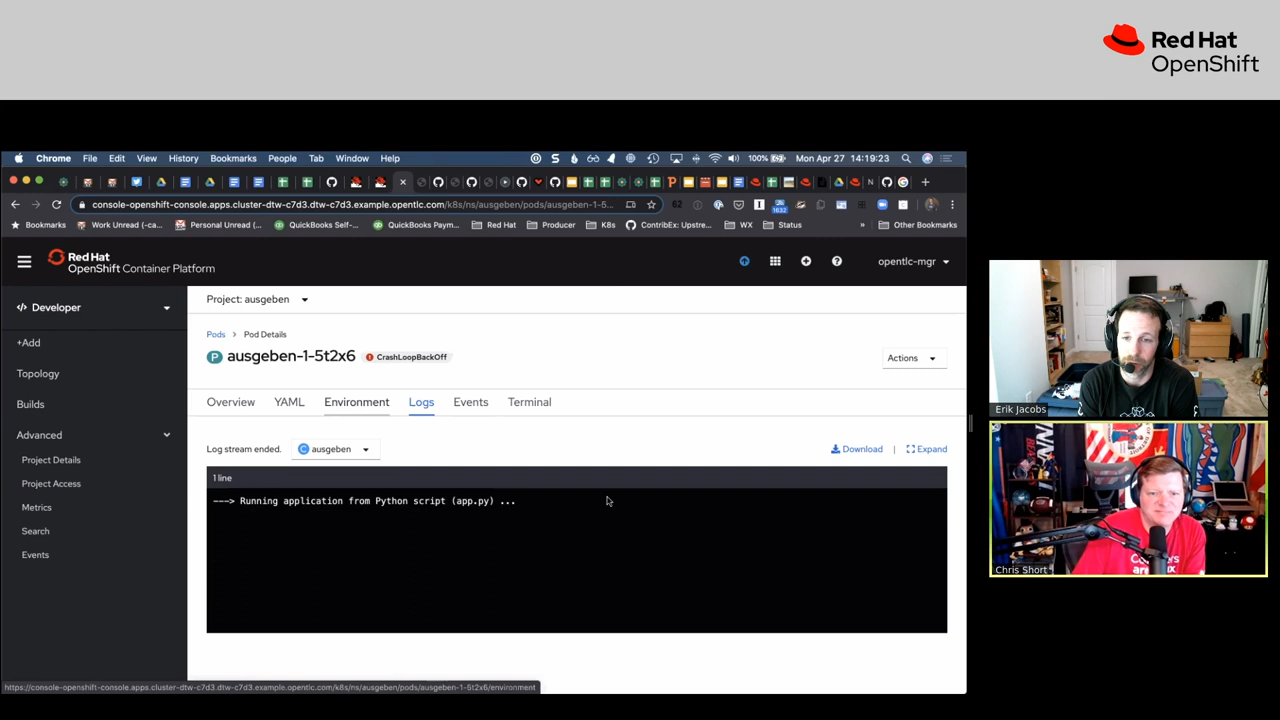 Red Hat
OpenShift
Chrome File Edit View History Bookmarks People Tab Window Help 100% Mon Apr 27 14:19:23
console-openshift-console.apps.cluster-dtw-c7d3.dtw-c7d3.example.opentlc.com/k8s/ns/ausgeben/pods/ausgeben-1-5... 62 1632
Bookmarks Work Unread (-ca... Personal Unread (... QuickBooks Self-... QuickBooks Paym... Red Hat Producer K8s ContribEx: Upstre... WX Status » Other Bookmarks
Red Hat
OpenShift Container Platform
opentlc-mgr
Developer
Project: ausgeben
+Add
Pods > Pod Details
P ausgeben-1-5t2x6 CrashLoopBackOff
Actions
Topology
Builds
Overview YAML Environment Logs Events Terminal
Advanced
Log stream ended. C ausgeben
Download | Expand
Project Details
Project Access
Metrics
Search
Events
1 line
---> Running application from Python script (app.py) ...
https://console-openshift-console.apps.cluster-dtw-c7d3.dtw-c7d3.example.opentlc.com/k8s/ns/ausgeben/pods/ausgeben-1-5t2x6/environment
Erik Jacobs
Chris Short